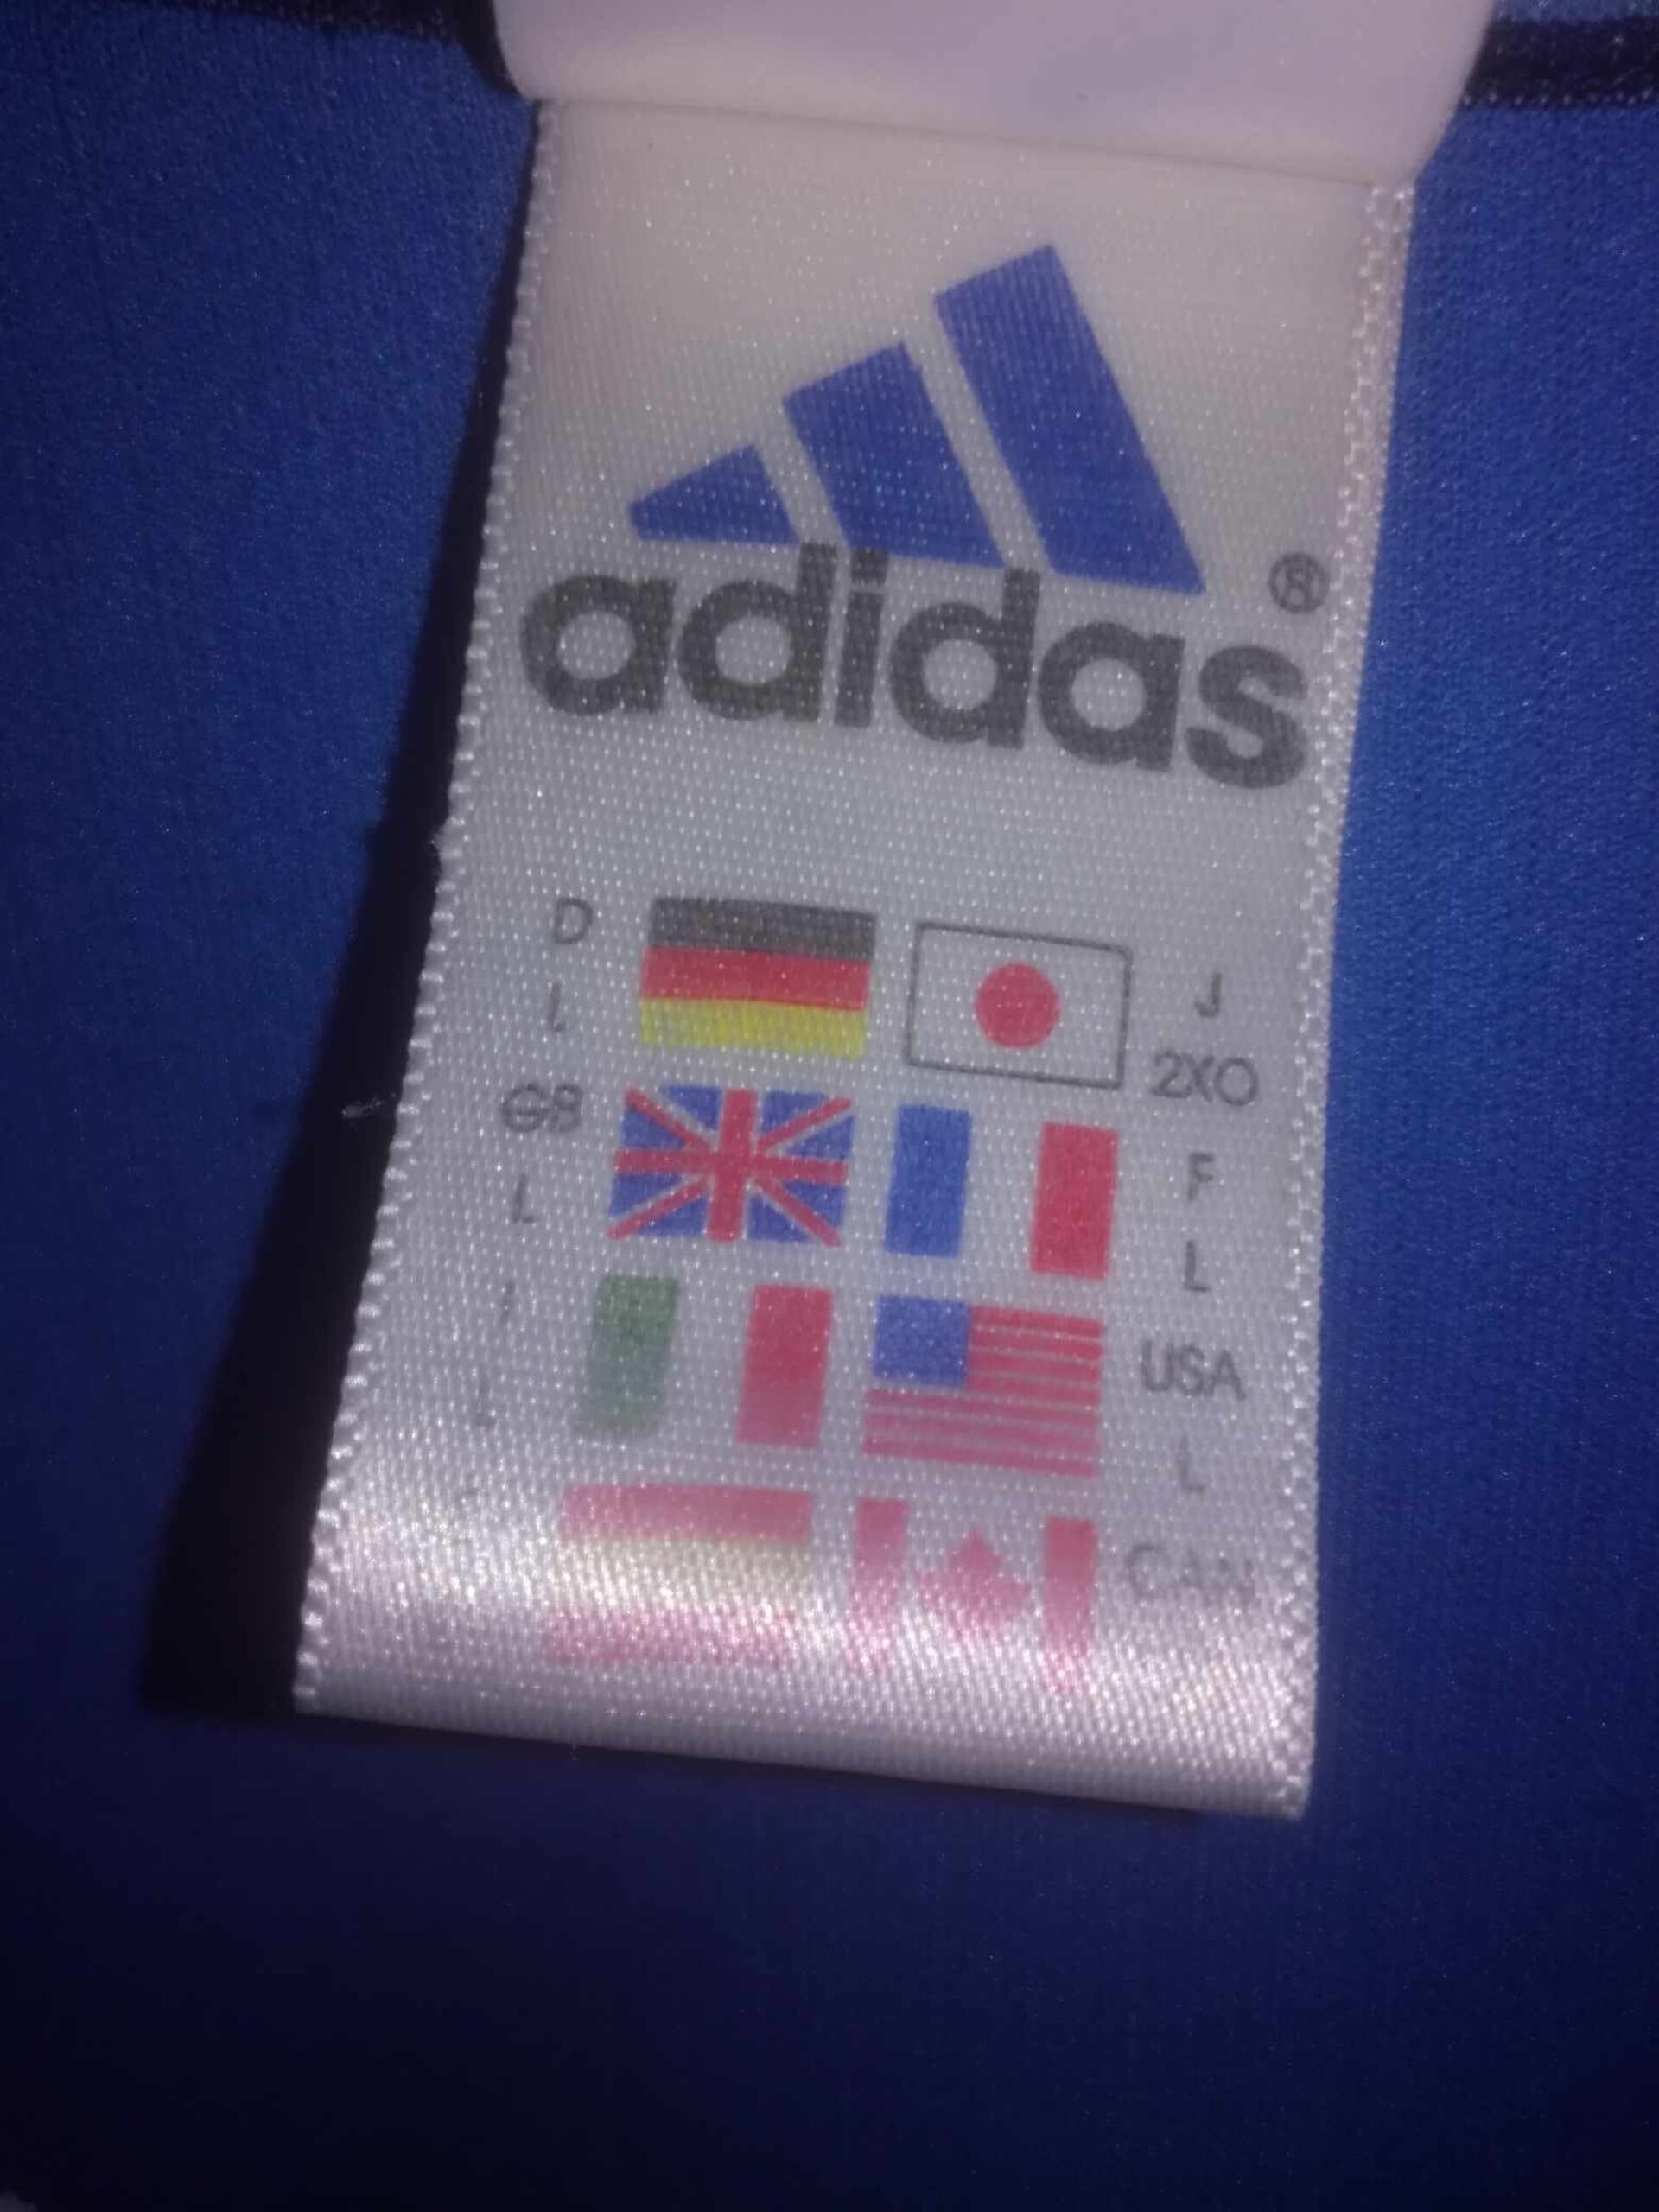 adidas®
D J
L 2XO
GB F
L L
I USA
L L
CAN